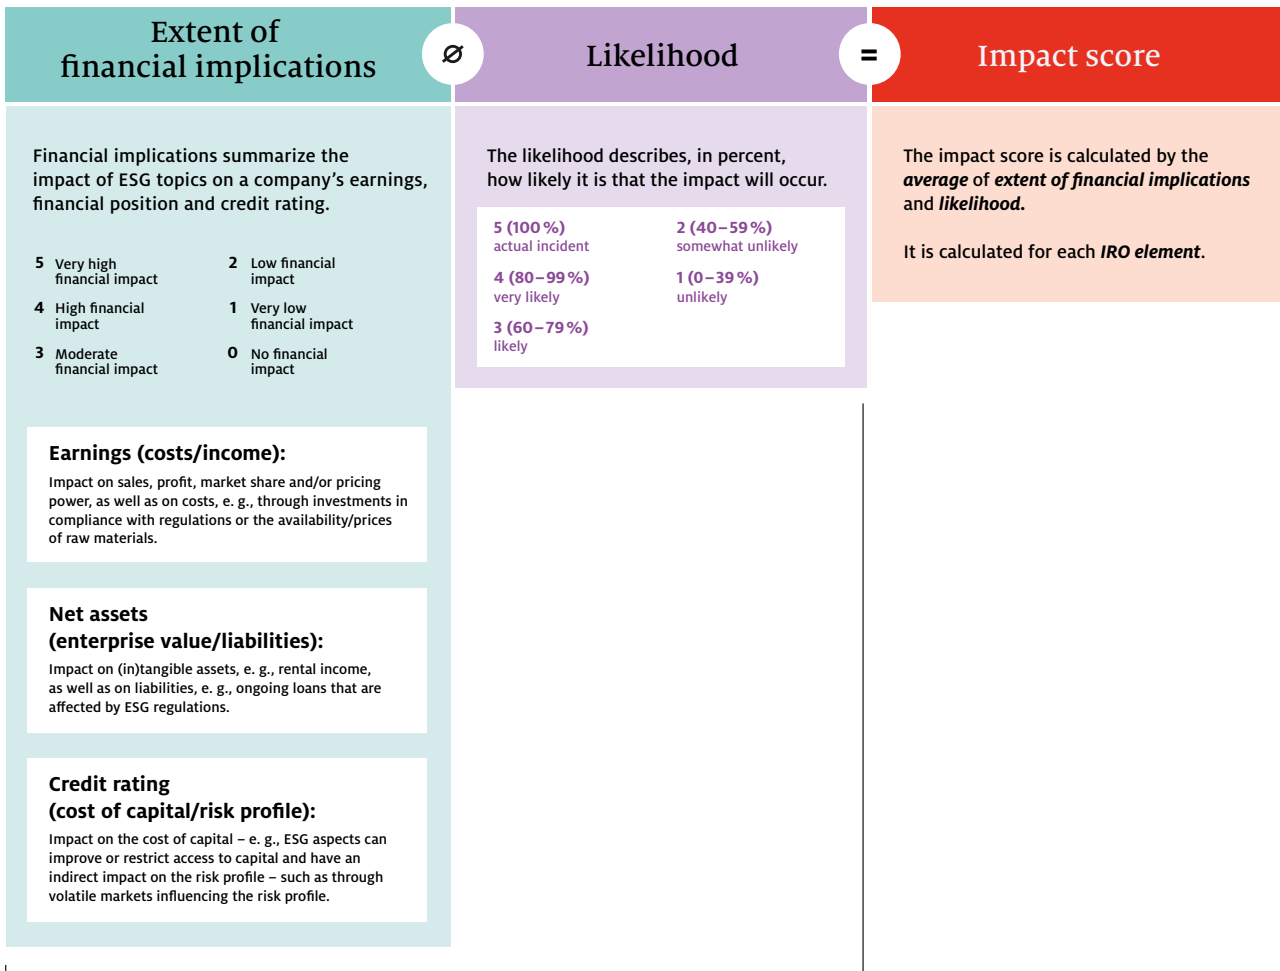 Extent of
financial implications
Ø
Likelihood
=
Impact score
Financial implications summarize the
impact of ESG topics on a company’s earnings,
financial position and credit rating.
5 Very high
financial impact
4 High financial
impact
3 Moderate
financial impact
2 Low financial
impact
1 Very low
financial impact
0 No financial
impact
Earnings (costs/income):
Impact on sales, profit, market share and/or pricing
power, as well as on costs, e. g., through investments in
compliance with regulations or the availability/prices
of raw materials.
Net assets
(enterprise value/liabilities):
Impact on (in)tangible assets, e. g., rental income,
as well as on liabilities, e. g., ongoing loans that are
affected by ESG regulations.
Credit rating
(cost of capital/risk profile):
Impact on the cost of capital – e. g., ESG aspects can
improve or restrict access to capital and have an
indirect impact on the risk profile – such as through
volatile markets influencing the risk profile.
The likelihood describes, in percent,
how likely it is that the impact will occur.
5 (100 %)
actual incident
4 (80–99 %)
very likely
3 (60–79 %)
likely
2 (40–59 %)
somewhat unlikely
1 (0–39 %)
unlikely
The impact score is calculated by the
average of extent of financial implications
and likelihood.
It is calculated for each IRO element.